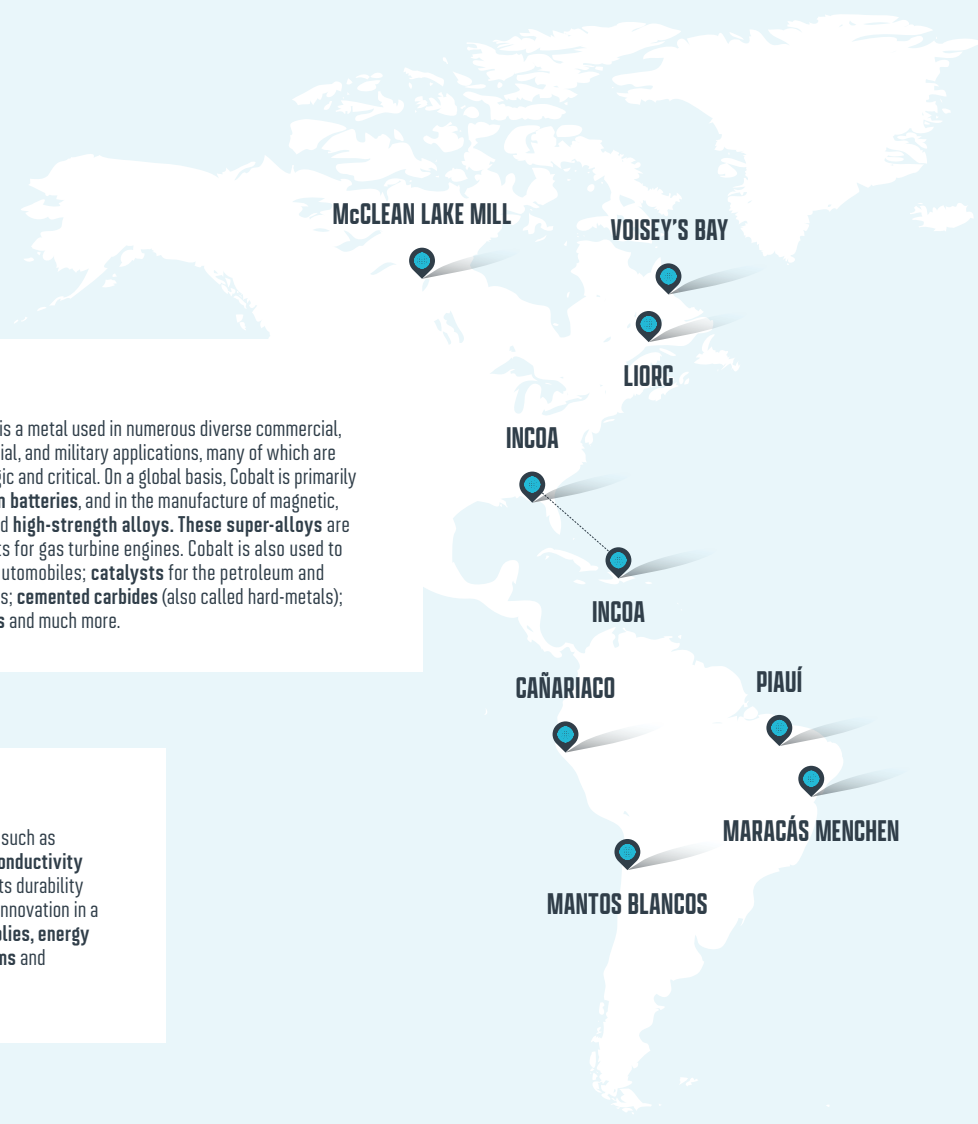 McCLEAN LAKE MILL
VOISEY'S BAY
LIORC
is a metal used in numerous diverse commercial,
ial, and military applications, many of which are
gic and critical. On a global basis, Cobalt is primarily
n batteries, and in the manufacture of magnetic,
d high-strength alloys. These super-alloys are
ts for gas turbine engines. Cobalt is also used to
utomobiles; catalysts for the petroleum and
s; cemented carbides (also called hard-metals);
s and much more.
INCOA
INCOA
CAÑARIACO
PIAUÍ
MARACÁS MENCHEN
MANTOS BLANCOS
such as
onductivity
ts durability
nnovation in a
plies, energy
ms and